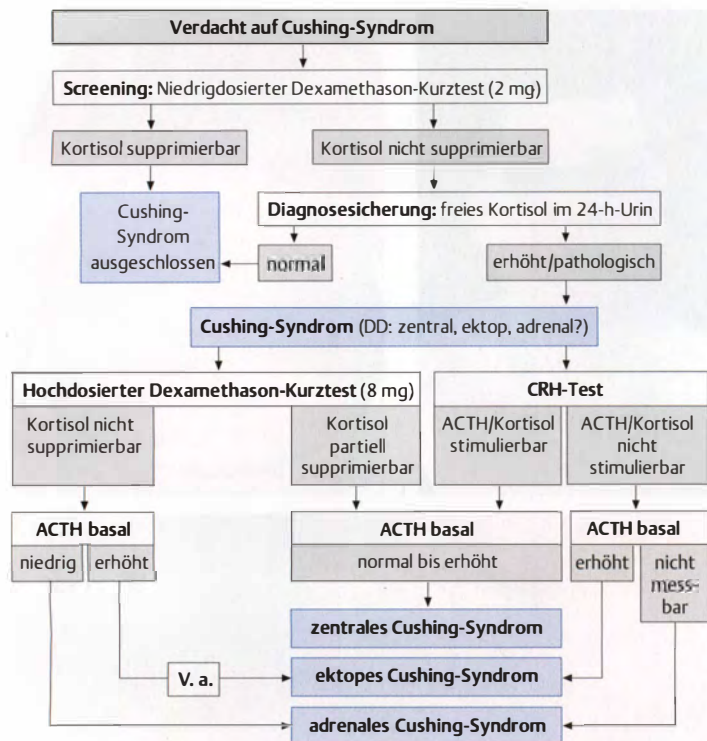 Verdacht auf Cushing-Syndrom
Screening: Niedrigdosierter Dexamethason-Kurztest (2 mg)
Kortisol supprimierbar
Kortisol nicht supprimierbar
Cushing-
Syndrom
ausgeschlossen
Diagnosesicherung: freies Kortisol im 24-h-Urin
normal
erhöht/pathologisch
Cushing-Syndrom (DD: zentral, ektop, adrenal?)
Hochdosierter Dexamethason-Kurztest (8 mg)
CRH-Test
Kortisol nicht
supprimierbar
Kortisol
partiell
supprimierbar
ACTH/Kortisol
stimulierbar
ACTH/Kortisol
nicht
stimulierbar
ACTH basal
niedrig
erhöht
ACTH basal
normal bis erhöht
ACTH basal
erhöht
nicht
mess-
bar
zentrales Cushing-Syndrom
V. a.
ektopes Cushing-Syndrom
adrenales Cushing-Syndrom